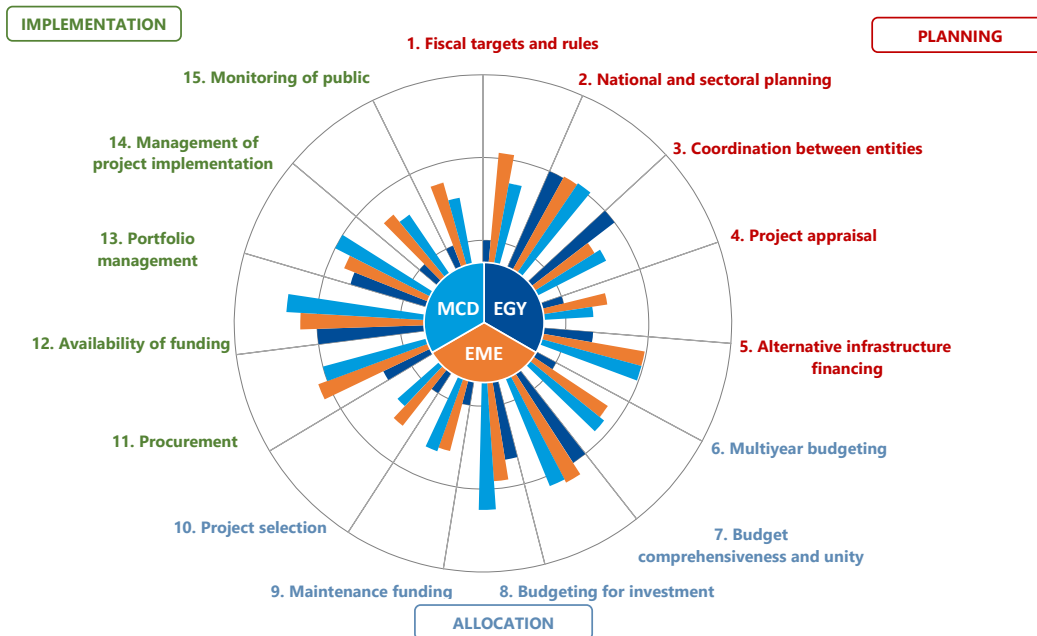 IMPLEMENTATION
PLANNING
1. Fiscal targets and rules
2. National and sectoral planning
3. Coordination between entities
4. Project appraisal
5. Alternative infrastructure
financing
6. Multiyear budgeting
7. Budget
comprehensiveness and unity
8. Budgeting for investment
9. Maintenance funding
10. Project selection
11. Procurement
12. Availability of funding
13. Portfolio
management
14. Management of
project implementation
15. Monitoring of public
MCD
EGY
EME
ALLOCATION